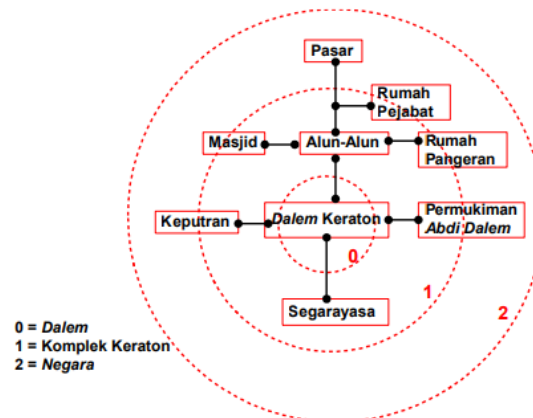 Pasar
Rumah
Pejabat
Masjid
Alun-Alun
Rumah
Pangeran
Keputran
Dalem Keraton
Permukiman
Abdi Dalem
0
1
2
Segarayasa
0 = Dalem
1 = Komplek Keraton
2 = Negara